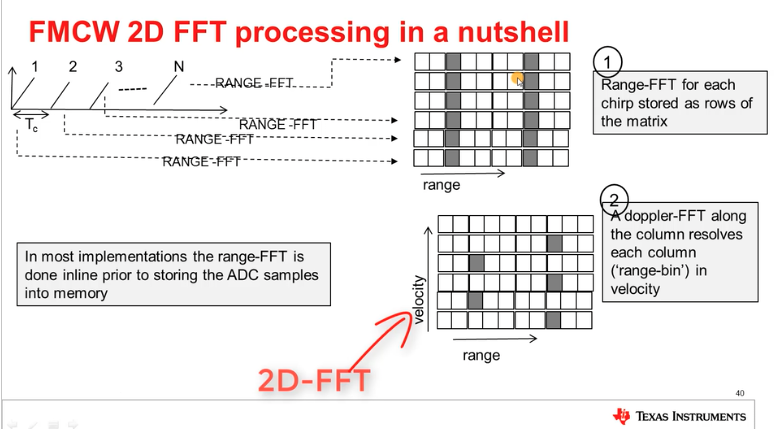 FMCW 2D FFT processing in a nutshell
1 2 3 N
Tc
RANGE -FFT
RANGE -FFT
RANGE -FFT
RANGE -FFT
range
1
Range-FFT for each
chirp stored as rows of
the matrix
In most implementations the range-FFT is
done inline prior to storing the ADC samples
into memory
velocity
range
2
A doppler-FFT along
the column resolves
each column
('range-bin') in
velocity
2D-FFT
40
TEXAS INSTRUMENTS